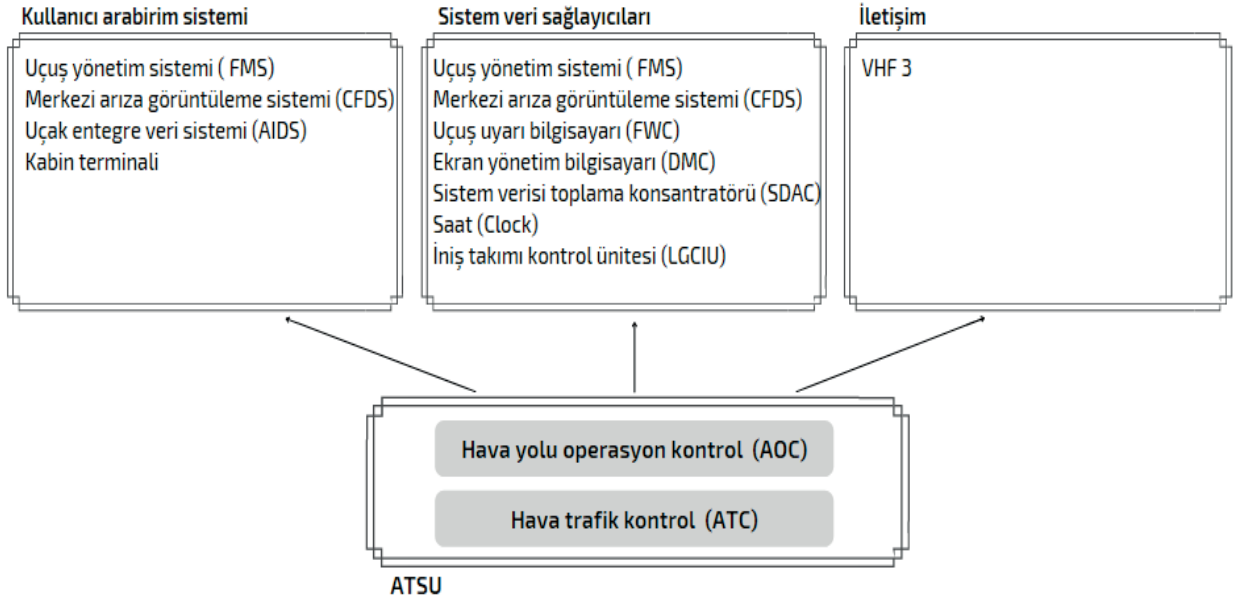 Kullanıcı arabirim sistemi
Uçuş yönetim sistemi ( FMS)
Merkezi arıza görüntüleme sistemi (CFDS)
Uçak entegre veri sistemi (AIDS)
Kabin terminali
Sistem veri sağlayıcıları
Uçuş yönetim sistemi ( FMS)
Merkezi arıza görüntüleme sistemi (CFDS)
Uçuş uyarı bilgisayarı (FWC)
Ekran yönetim bilgisayarı (DMC)
Sistem verisi toplama konsantratörü (SDAC)
Saat (Clock)
İniş takımı kontrol ünitesi (LGCIU)
İletişim
VHF 3
Hava yolu operasyon kontrol (AOC)
Hava trafik kontrol (ATC)
ATSU